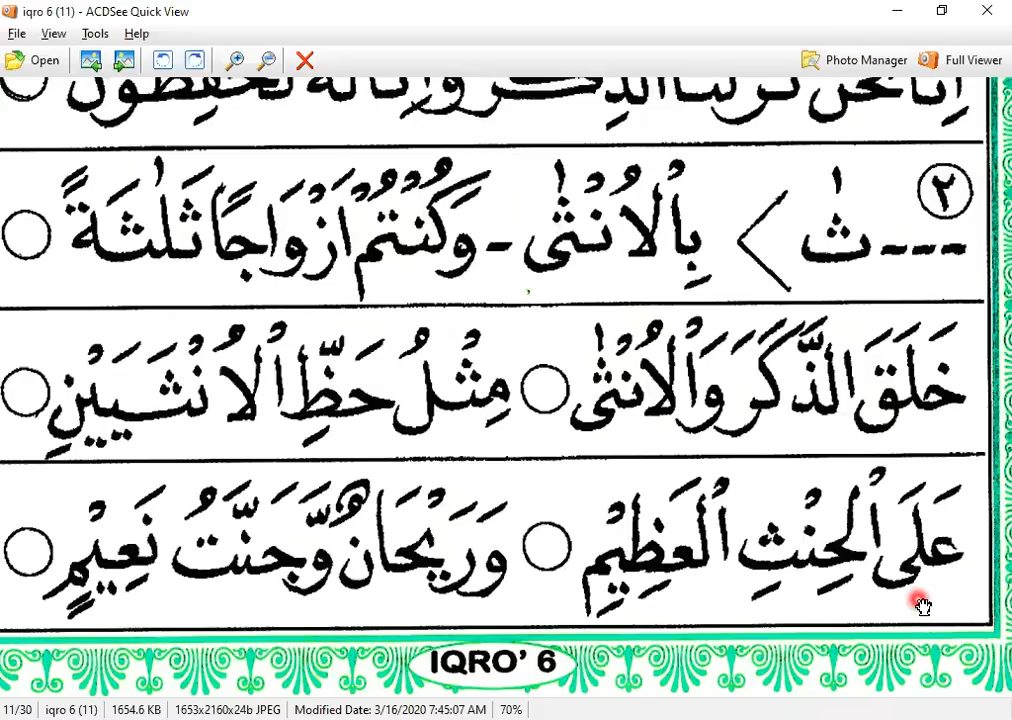 iqro 6 (11) - ACDSee Quick View
File View Tools Help
Open Photo Manager Full Viewer
اِنَّا نَحْنُ نَزَّلْنَا الذِّكْرَ وَاِنَّا لَهٗ لَحٰفِظُوْنَ
٢
--- ثٰ < بِالْاُنْثٰى - وَكُنْتُمْ اَزْوَاجًا ثَلٰثَةً
خَلَقَ الذَّكَرَ وَالْاُنْثٰى ○ مِثْلُ حَظِّ الْاُنْثَيَيْنِ ○
عَلَى الْحِنْثِ الْعَظِيْمِ ○ وَرَيْحَانٌ وَّجَنَّتُ نَعِيْمٍ ○
IQRO' 6
11/30 iqro 6 (11) 1654.6 KB 1653x2160x24b JPEG Modified Date: 3/16/2020 7:45:07 AM 70%